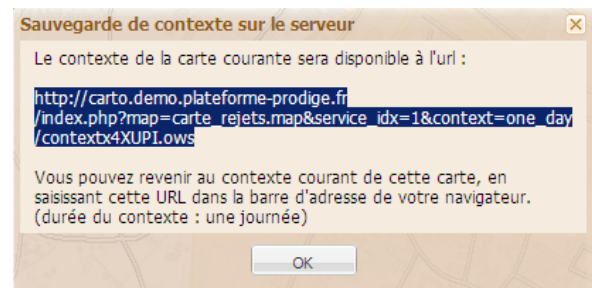 Sauvegarde de contexte sur le serveur
Le contexte de la carte courante sera disponible à l'url :
http://carto.demo.plateforme-prodige.fr
/index.php?map=carte_rejets.map&service_idx=1&context=one_day
/contextx4XUPI.ows
Vous pouvez revenir au contexte courant de cette carte, en
saisissant cette URL dans la barre d'adresse de votre navigateur.
(durée du contexte : une journée)
OK